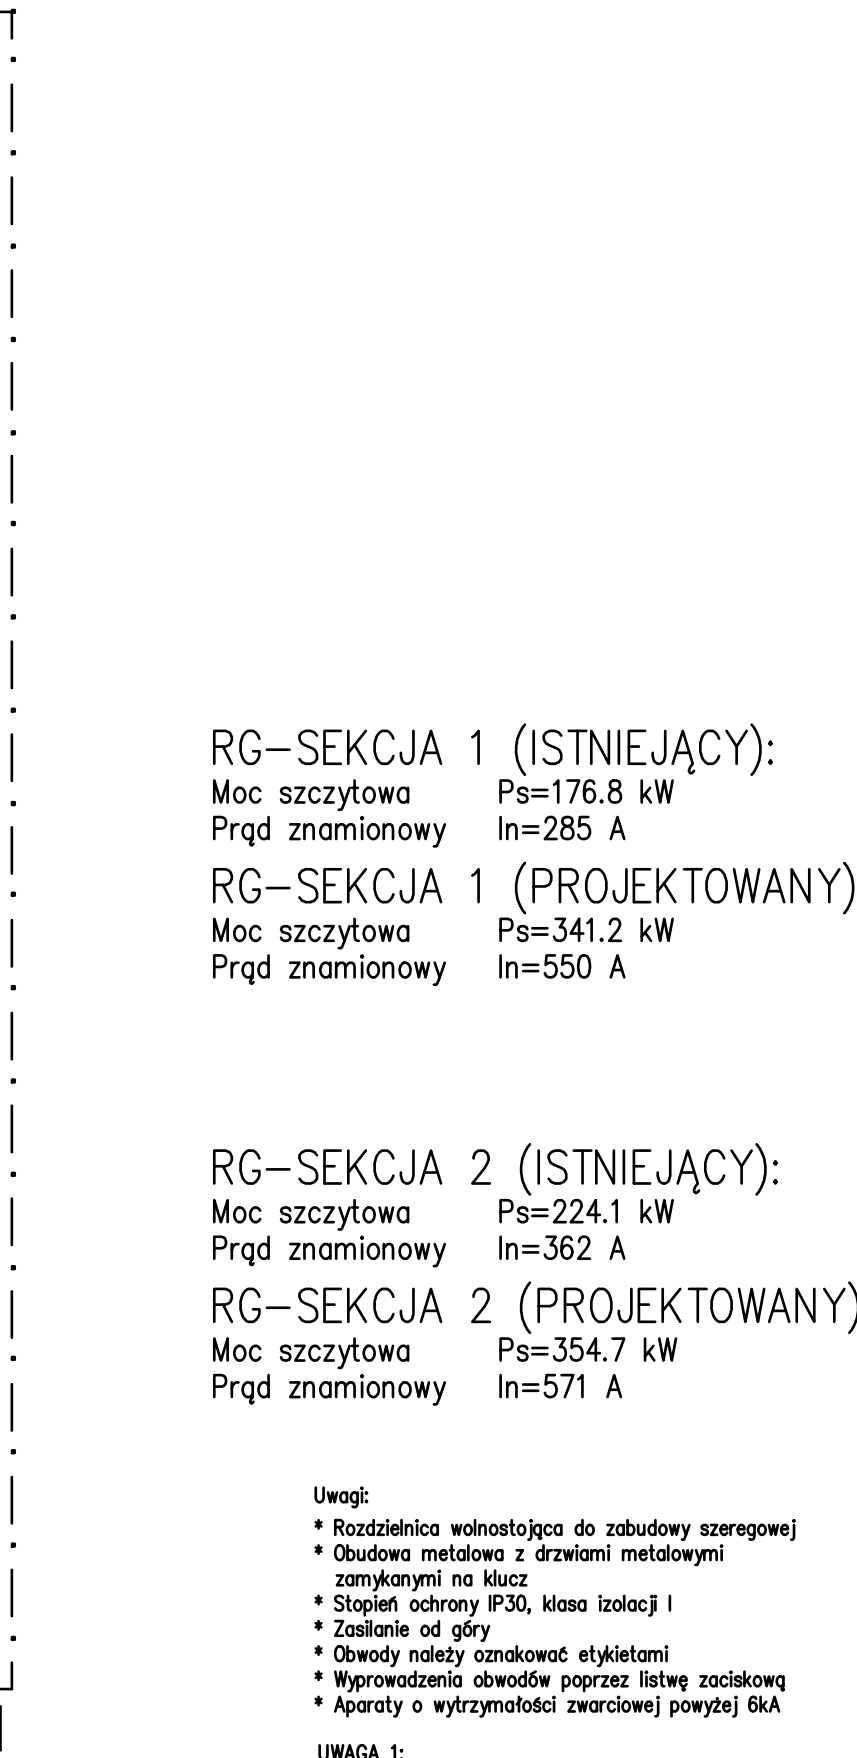 RG-SEKCJA 1 (ISTNIEJĄCY):
Moc szczytowa Ps=176.8 kW
Prąd znamionowy In=285 A
RG-SEKCJA 1 (PROJEKTOWANY)
Moc szczytowa Ps=341.2 kW
Prąd znamionowy In=550 A
RG-SEKCJA 2 (ISTNIEJĄCY):
Moc szczytowa Ps=224.1 kW
Prąd znamionowy In=362 A
RG-SEKCJA 2 (PROJEKTOWANY)
Moc szczytowa Ps=354.7 kW
Prąd znamionowy In=571 A
Uwagi:
* Rozdzielnica wolnostojąca do zabudowy szeregowej
* Obudowa metalowa z drzwiami metalowymi
zamykanymi na klucz
* Stopień ochrony IP30, klasa izolacji I
* Zasilanie od góry
* Obwody należy oznakować etykietami
* Wyprowadzenia obwodów poprzez listwę zaciskową
* Aparaty o wytrzymałości zwarciowej powyżej 6kA
UWAGA 1: